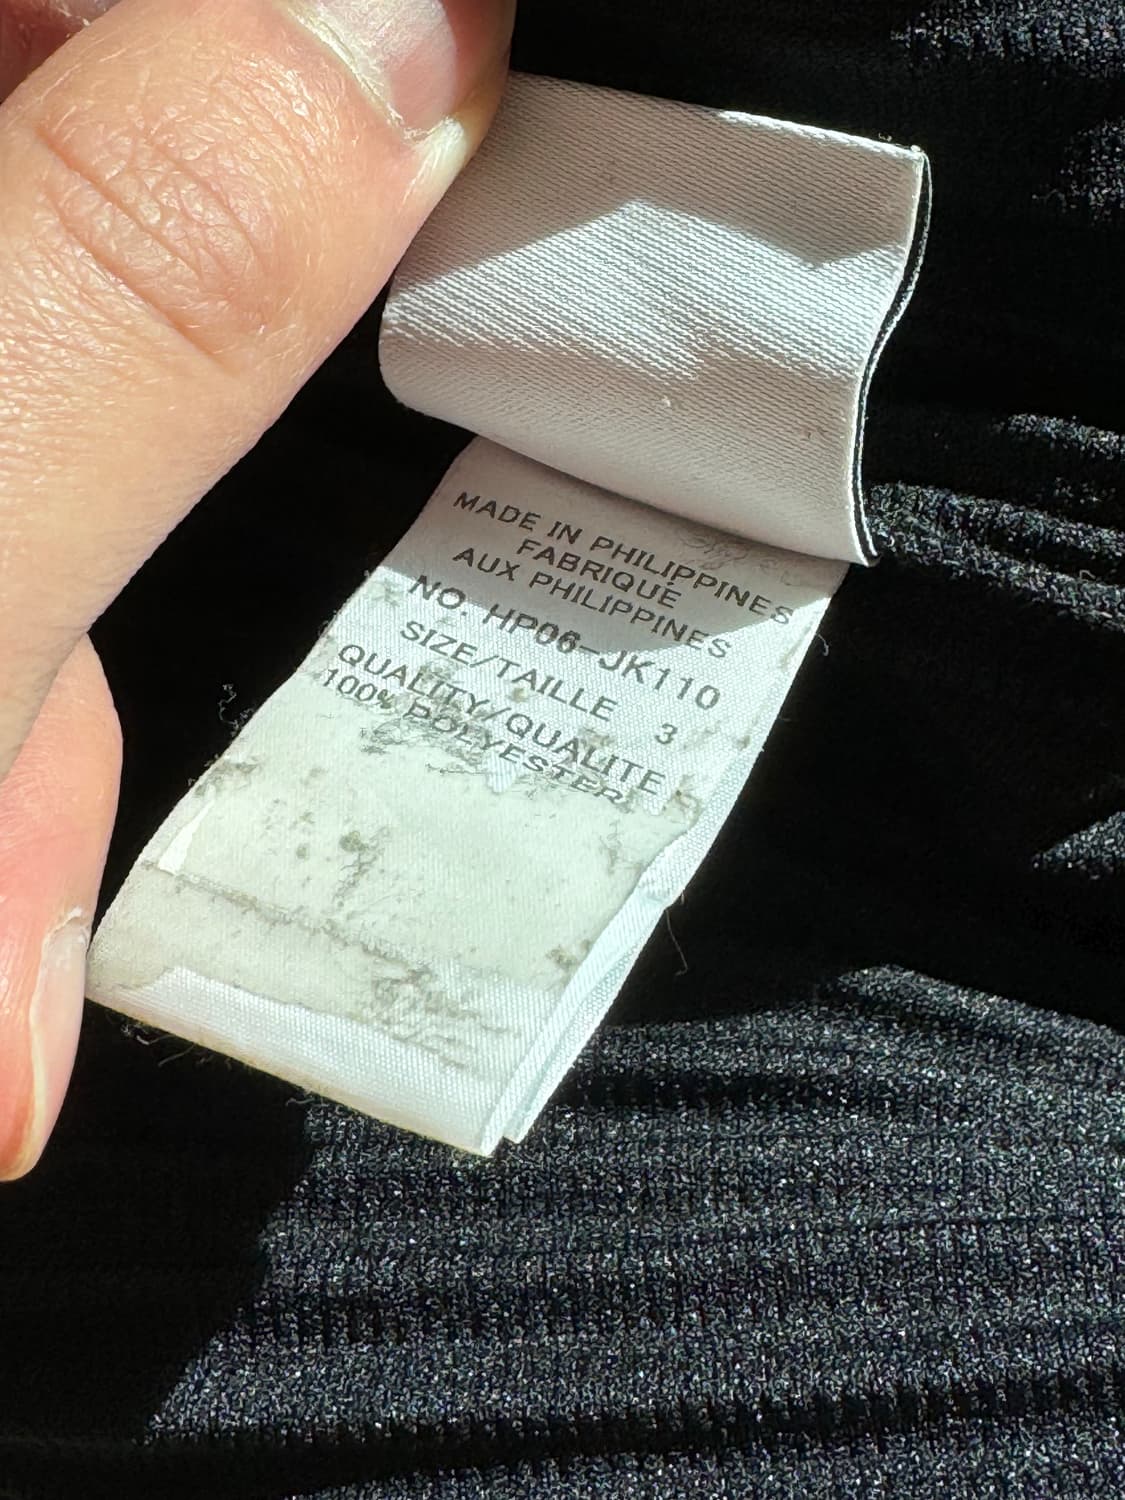 MADE IN PHILIPPINES
FABRIQUÉ
AUX PHILIPPINES
NO. HP06-JK110
SIZE/TAILLE 3
QUALITY/QUALITE
100% POLYESTER